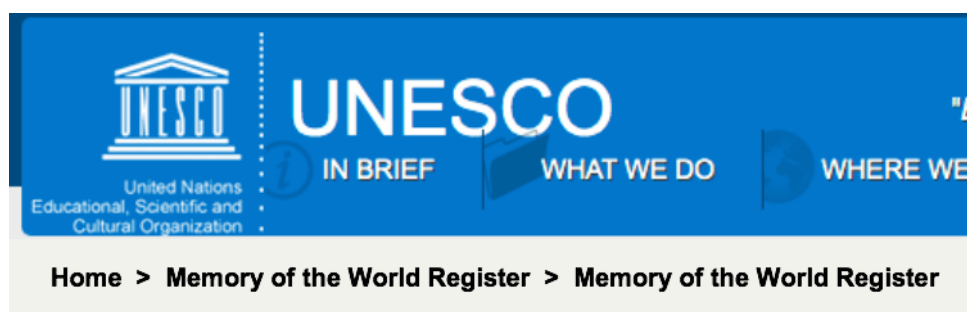 UNESCO
United Nations
Educational, Scientific and
Cultural Organization
UNESCO
IN BRIEF WHAT WE DO WHERE WE
Home > Memory of the World Register > Memory of the World Register